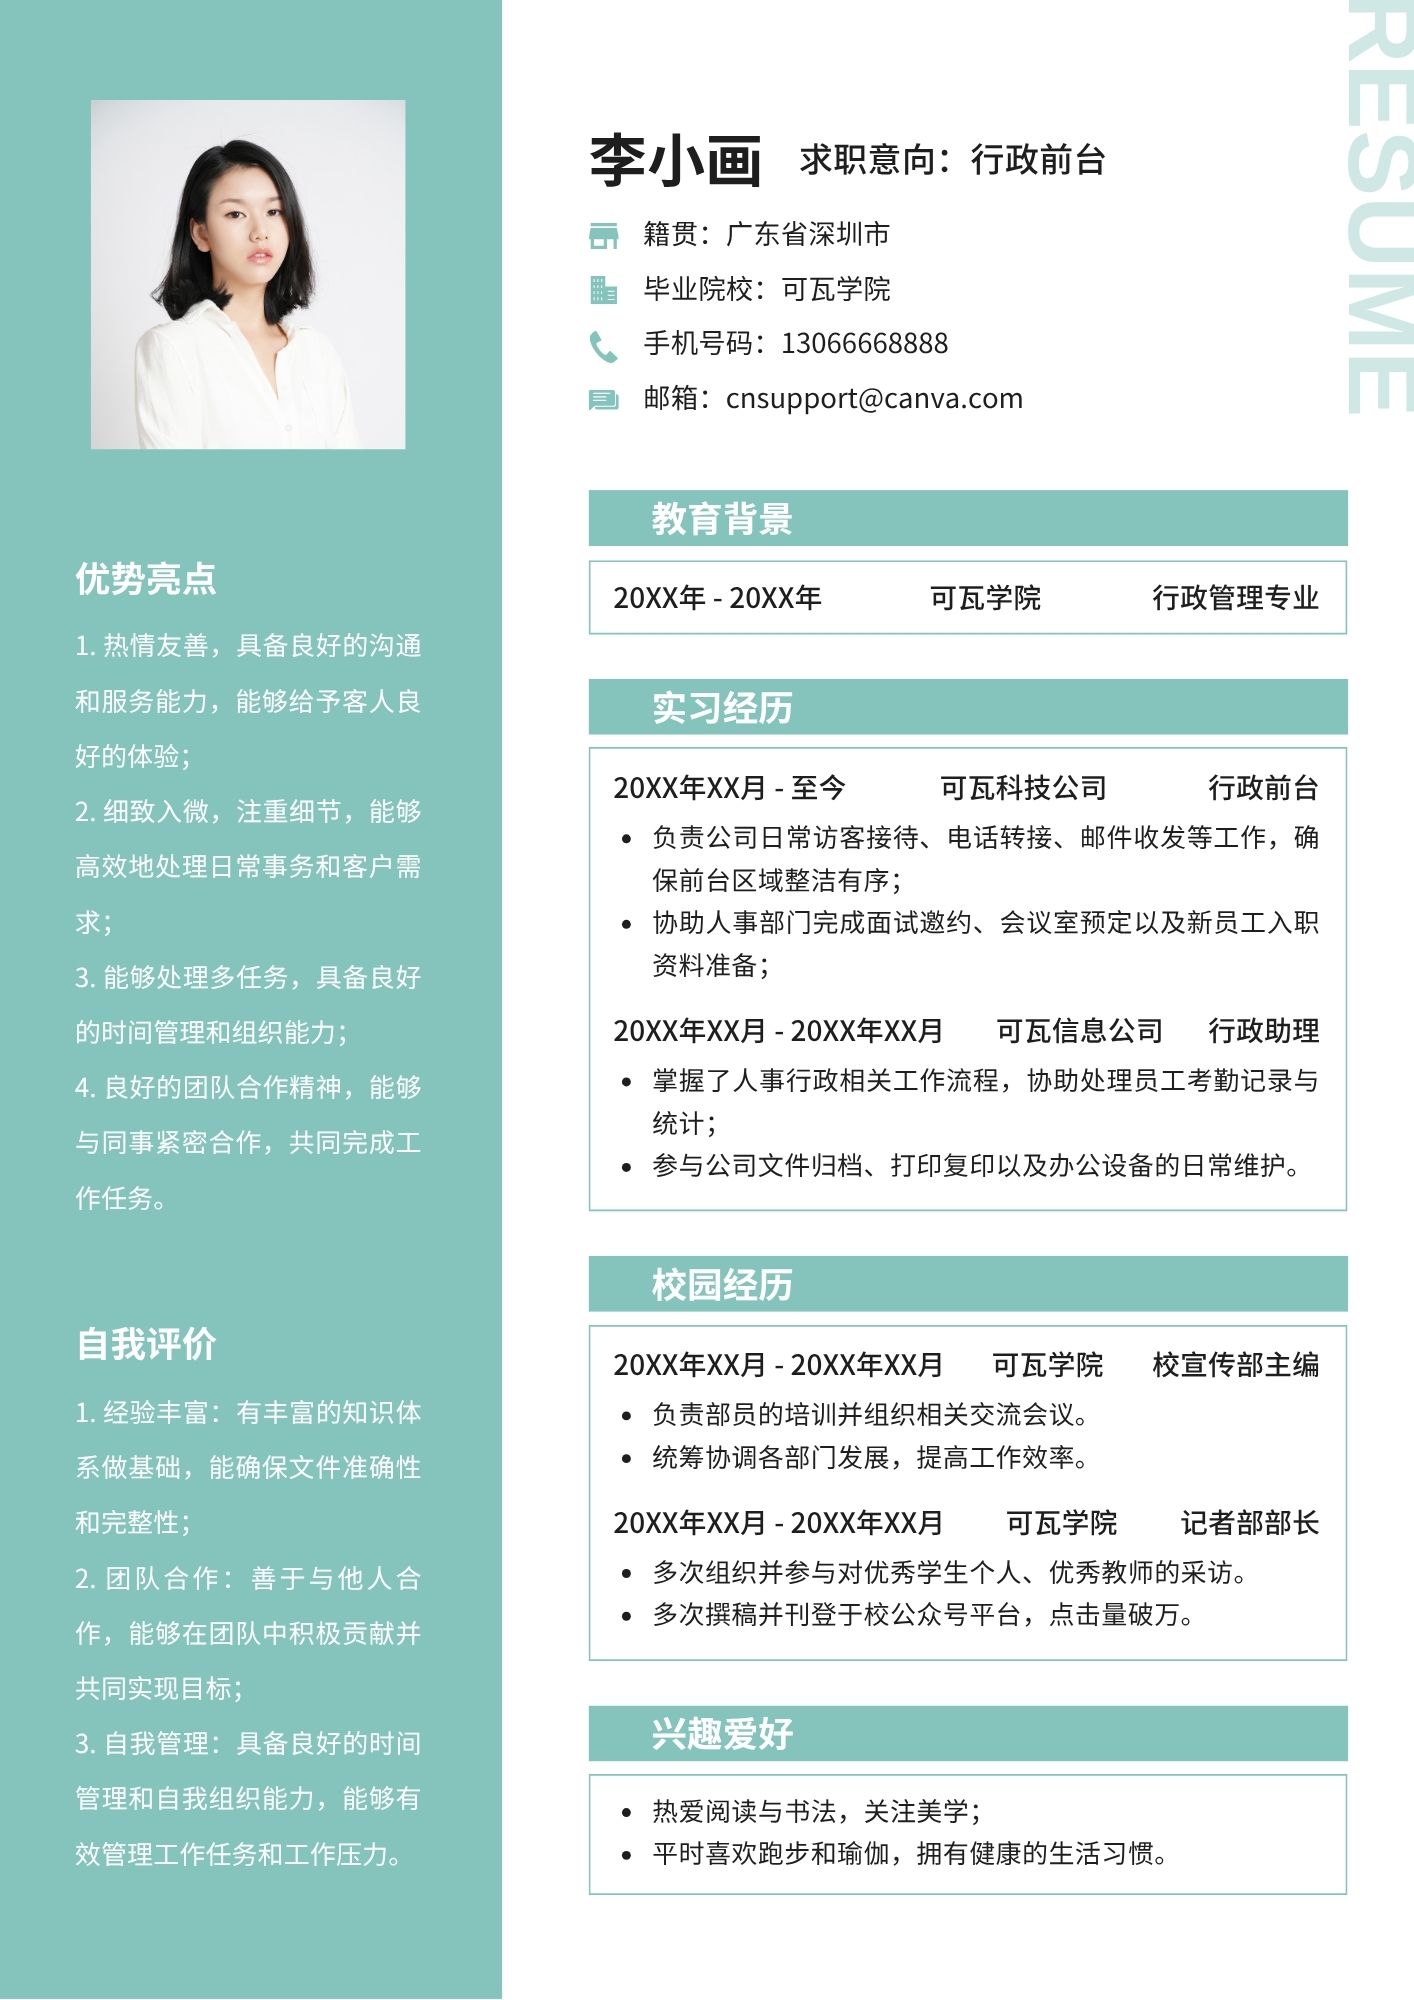 RESUME
李小画 求职意向：行政前台
籍贯：广东省深圳市
毕业院校：可瓦学院
手机号码：13066668888
邮箱：cnsupport@canva.com
优势亮点
1. 热情友善，具备良好的沟通
和服务能力，能够给予客人良
好的体验；
2. 细致入微，注重细节，能够
高效地处理日常事务和客户需
求；
3. 能够处理多任务，具备良好
的时间管理和组织能力；
4. 良好的团队合作精神，能够
与同事紧密合作，共同完成工
作任务。
自我评价
1. 经验丰富：有丰富的知识体
系做基础，能确保文件准确性
和完整性；
2. 团队合作：善于与他人合
作，能够在团队中积极贡献并
共同实现目标；
3. 自我管理：具备良好的时间
管理和自我组织能力，能够有
效管理工作任务和工作压力。
教育背景
20XX年 - 20XX年 可瓦学院 行政管理专业
实习经历
20XX年XX月 - 至今 可瓦科技公司 行政前台
• 负责公司日常访客接待、电话转接、邮件收发等工作，确
保前台区域整洁有序；
• 协助人事部门完成面试邀约、会议室预定以及新员工入职
资料准备；
20XX年XX月 - 20XX年XX月 可瓦信息公司 行政助理
• 掌握了人事行政相关工作流程，协助处理员工考勤记录与
统计；
• 参与公司文件归档、打印复印以及办公设备的日常维护。
校园经历
20XX年XX月 - 20XX年XX月 可瓦学院 校宣传部主编
• 负责部员的培训并组织相关交流会议。
• 统筹协调各部门发展，提高工作效率。
20XX年XX月 - 20XX年XX月 可瓦学院 记者部部长
• 多次组织并参与对优秀学生个人、优秀教师的采访。
• 多次撰稿并刊登于校公众号平台，点击量破万。
兴趣爱好
• 热爱阅读与书法，关注美学；
• 平时喜欢跑步和瑜伽，拥有健康的生活习惯。